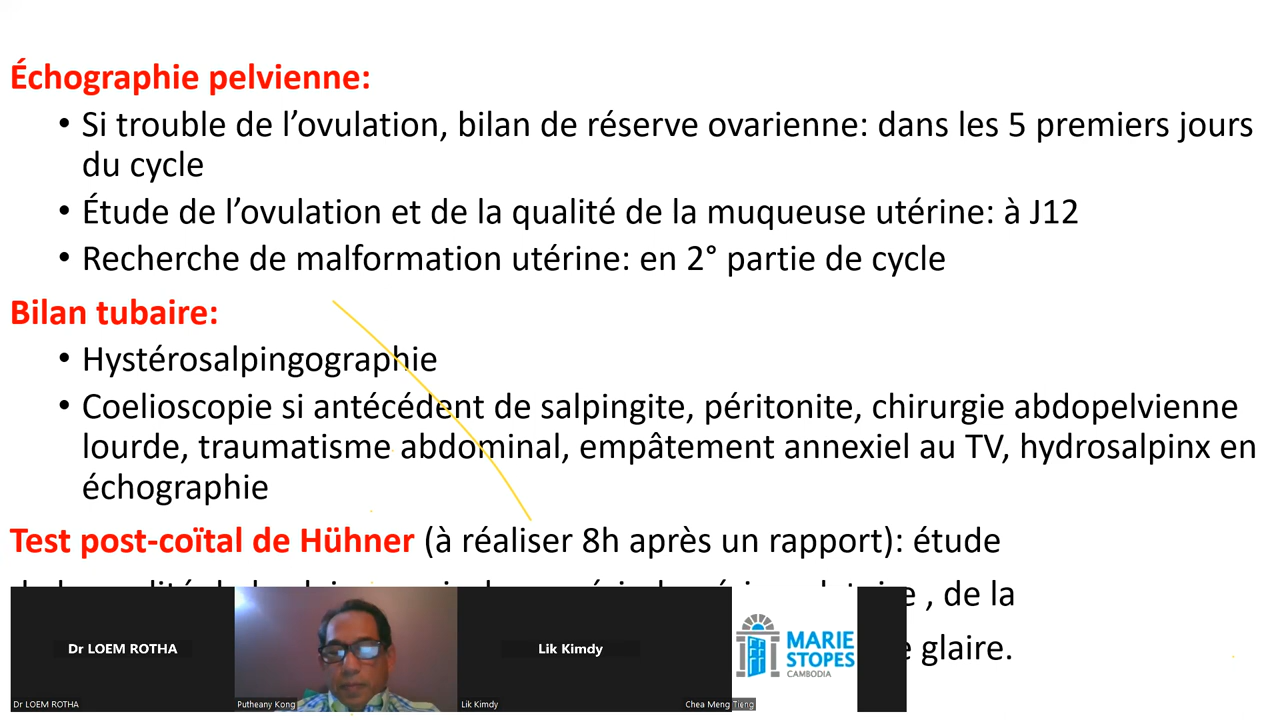 Échographie pelvienne:
• Si trouble de l’ovulation, bilan de réserve ovarienne: dans les 5 premiers jours
du cycle
• Étude de l’ovulation et de la qualité de la muqueuse utérine: à J12
• Recherche de malformation utérine: en 2° partie de cycle
Bilan tubaire:
• Hystérosalpingographie
• Coelioscopie si antécédent de salpingite, péritonite, chirurgie abdopelvienne
lourde, traumatisme abdominal, empâtement annexiel au TV, hydrosalpinx en
échographie
Test post-coïtal de Hühner (à réaliser 8h après un rapport): étude
, de la
glaire.
Dr LOEM ROTHA
Lik Kimdy
MARIE
STOPES
CAMBODIA
Dr LOEM ROTHA
Putheany Kong
Lik Kimdy
Chea Meng Tieng